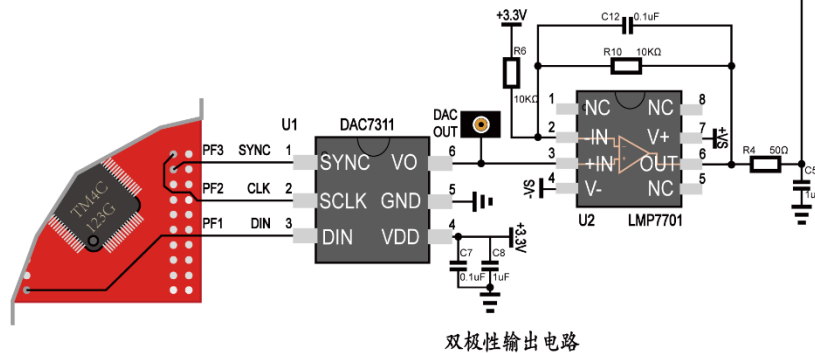 +3.3V
C12 0.1uF
R6
10KΩ
R10 10KΩ
DAC
OUT
U1 DAC7311
PF3 SYNC 1 SYNC VO 6
PF2 CLK 2 SCLK GND 5
PF1 DIN 3 DIN VDD 4
TM4C
123G
+3.3V
C7
0.1uF
C8
1uF
1 NC NC 8
2 -IN V+ 7 +VS
3 +IN OUT 6
-VS 4 V- NC 5
U2 LMP7701
R4 50Ω
C5
1u
双极性输出电路